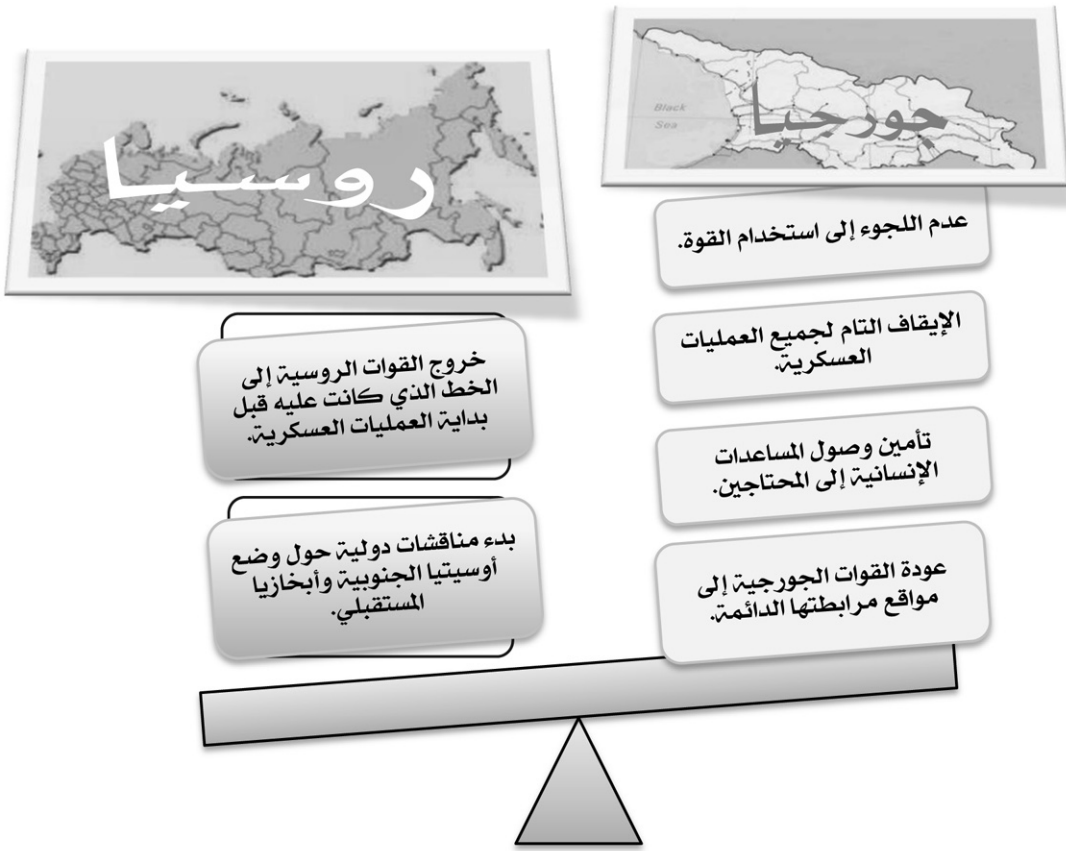 جورجيا
Black
Sea
عدم اللجوء إلى استخدام القوة.
الإيقاف التام لجميع العمليات
العسكرية.
تأمين وصول المساعدات
الإنسانية إلى المحتاجين.
عودة القوات الجورجية إلى
مواقع مرابطتها الدائمة.
روسيا
خروج القوات الروسية إلى
الخط الذي كانت عليه قبل
بداية العمليات العسكرية.
بدء مناقشات دولية حول وضع
أوسيتيا الجنوبية وأبخازيا
المستقبلي.